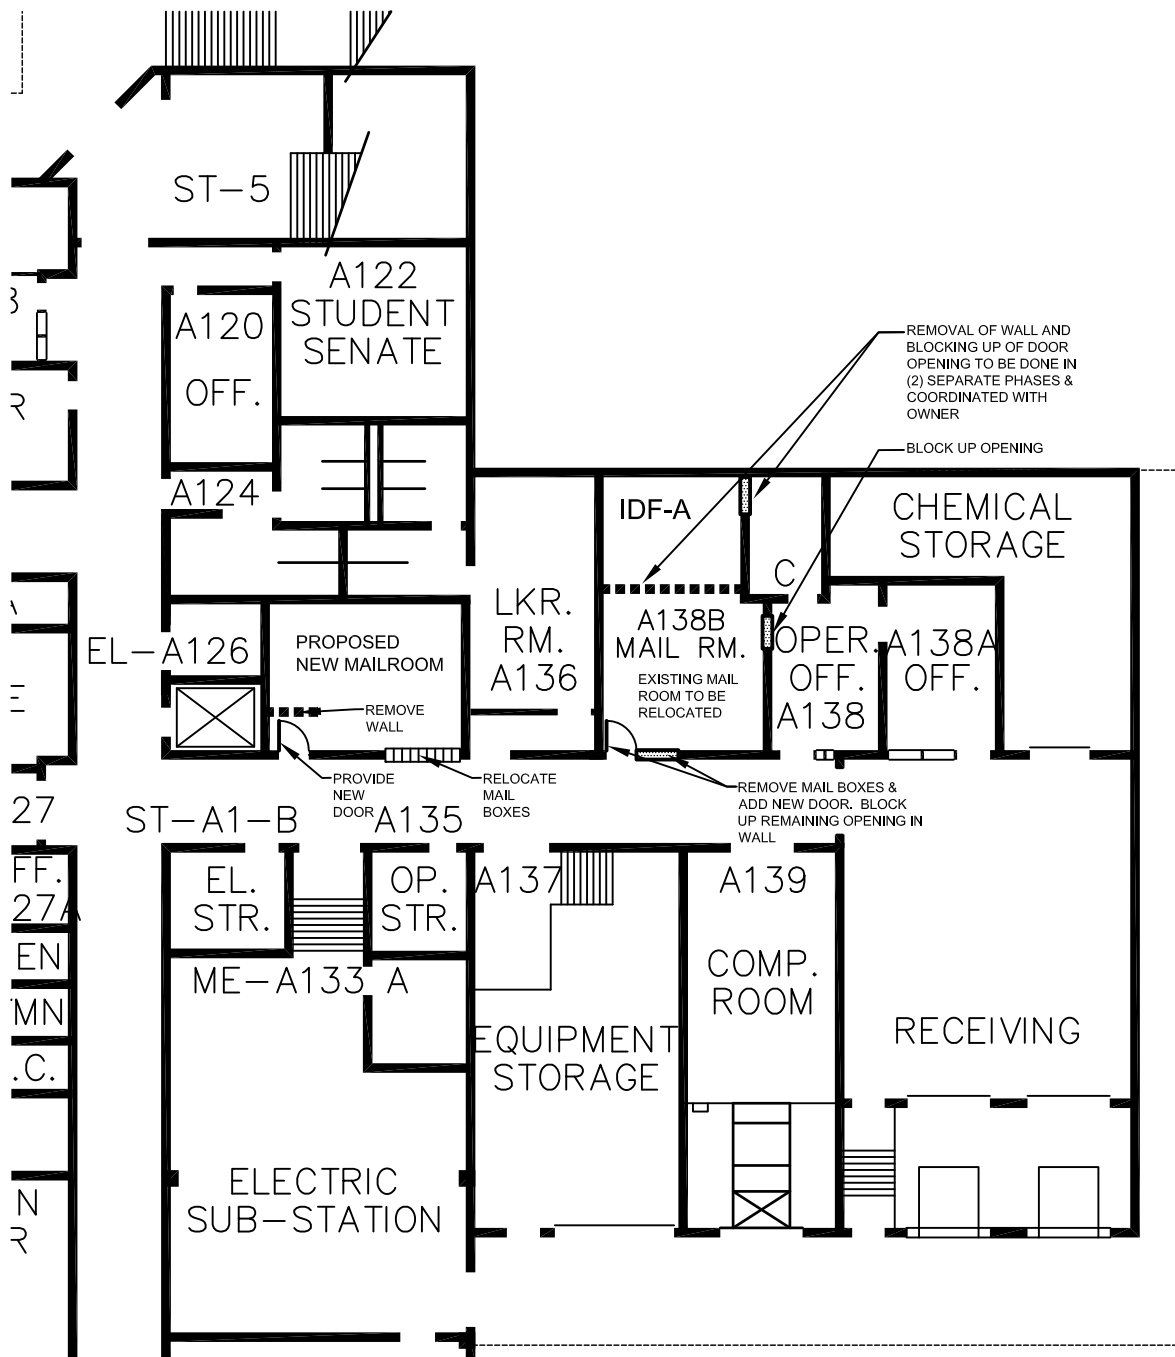 ST-5
A122
STUDENT
SENATE
A120
OFF.
A124
REMOVAL OF WALL AND
BLOCKING UP OF DOOR
OPENING TO BE DONE IN
(2) SEPARATE PHASES &
COORDINATED WITH
OWNER
BLOCK UP OPENING
IDF-A
CHEMICAL
STORAGE
C
LKR.
RM.
A136
A138B
MAIL RM.
EXISTING MAIL
ROOM TO BE
RELOCATED
OPER.
OFF.
A138
A138A
OFF.
EL-A126
PROPOSED
NEW MAILROOM
REMOVE
WALL
PROVIDE
NEW
DOOR
RELOCATE
MAIL
BOXES
REMOVE MAIL BOXES &
ADD NEW DOOR. BLOCK
UP REMAINING OPENING IN
WALL
R
27
ST-A1-B
A135
FF.
27A
EL.
STR.
OP.
STR.
A137
A139
EN
ME-A133 A
COMP.
ROOM
MN
.C.
EQUIPMENT
STORAGE
RECEIVING
ELECTRIC
SUB-STATION
N
R